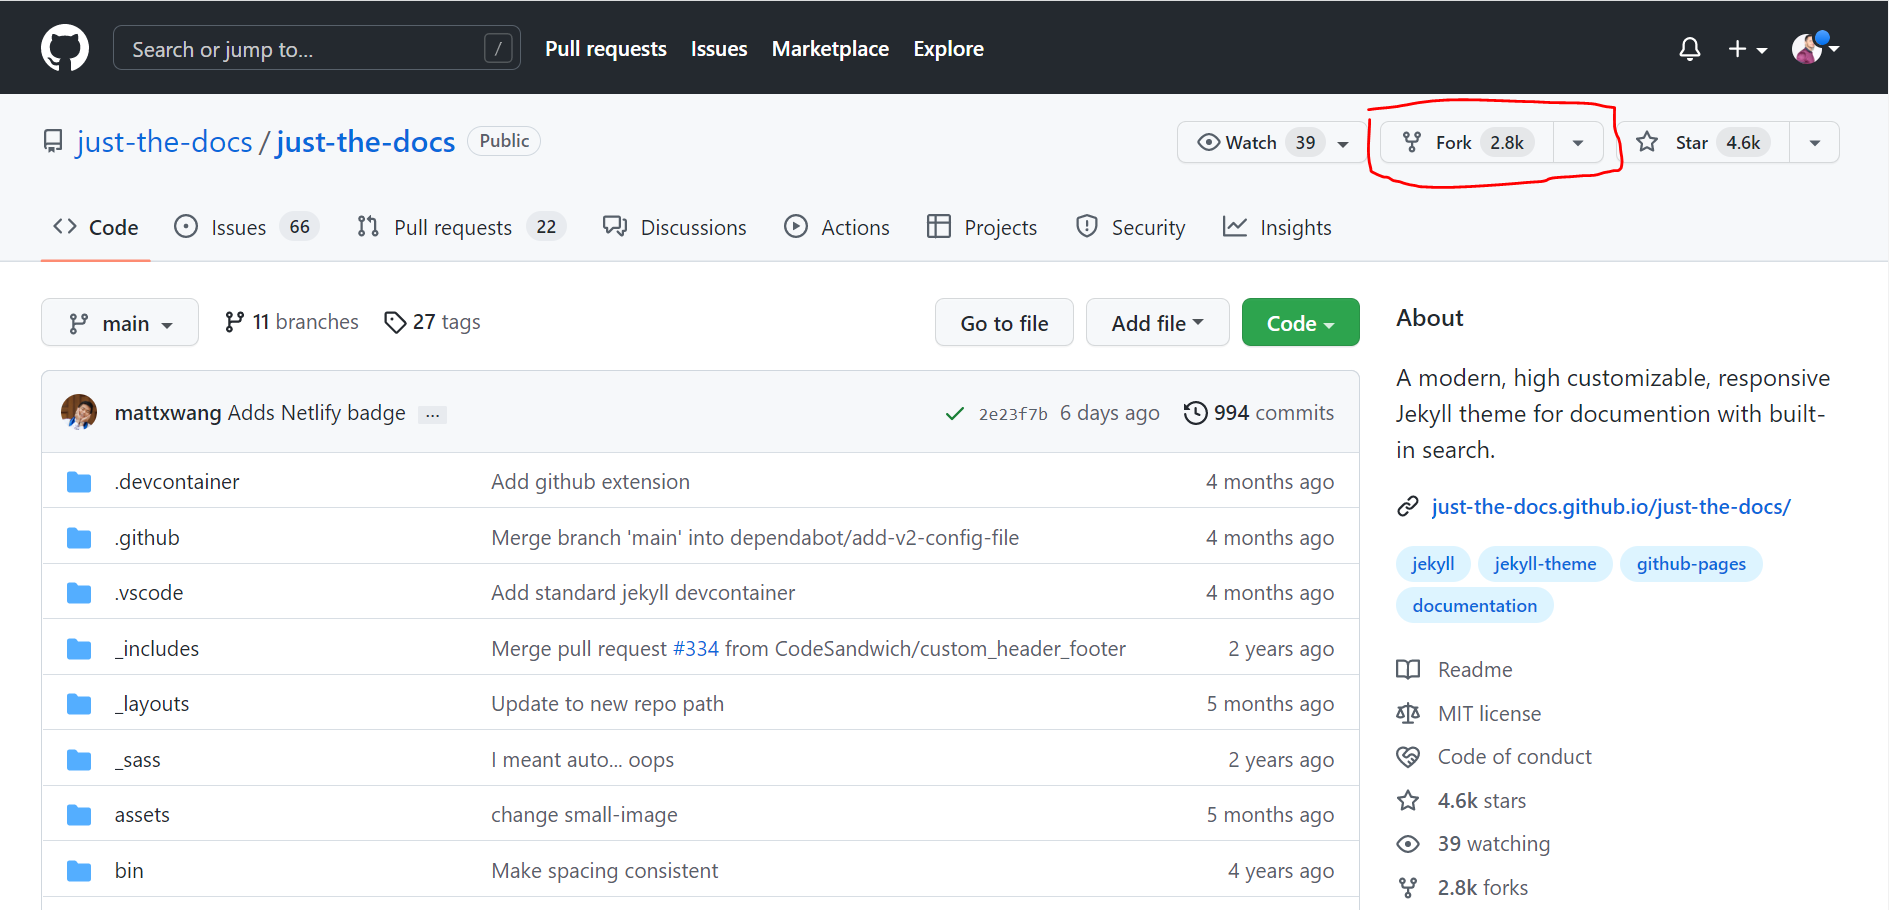 Search or jump to... /
Pull requests Issues Marketplace Explore
just-the-docs / just-the-docs Public
Watch 39 Fork 2.8k Star 4.6k
Code Issues 66 Pull requests 22 Discussions Actions Projects Security Insights
main 11 branches 27 tags
Go to file Add file Code
mattxwang Adds Netlify badge ... 2e23f7b 6 days ago 994 commits
.devcontainer Add github extension 4 months ago
.github Merge branch 'main' into dependabot/add-v2-config-file 4 months ago
.vscode Add standard jekyll devcontainer 4 months ago
_includes Merge pull request #334 from CodeSandwich/custom_header_footer 2 years ago
_layouts Update to new repo path 5 months ago
_sass I meant auto... oops 2 years ago
assets change small-image 5 months ago
bin Make spacing consistent 4 years ago
About
A modern, high customizable, responsive
Jekyll theme for documention with built-
in search.
just-the-docs.github.io/just-the-docs/
jekyll jekyll-theme github-pages
documentation
Readme
MIT license
Code of conduct
4.6k stars
39 watching
2.8k forks